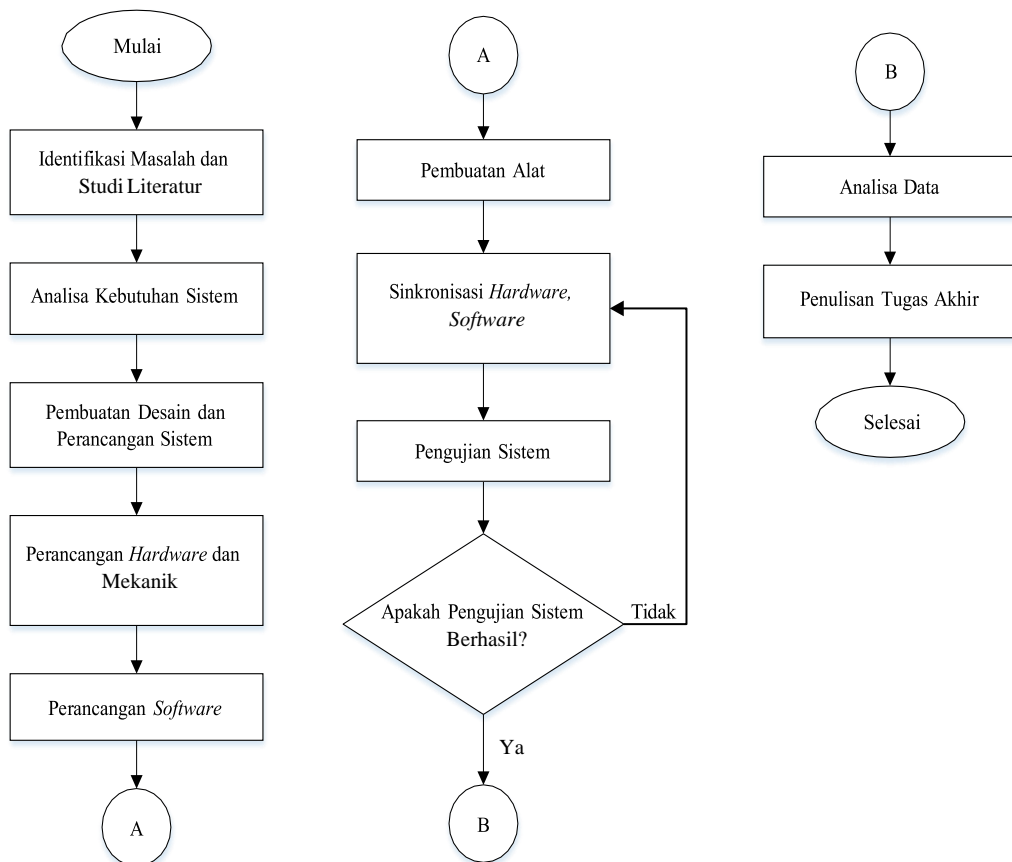 Mulai
Identifikasi Masalah dan
Studi Literatur
Analisa Kebutuhan Sistem
Pembuatan Desain dan
Perancangan Sistem
Perancangan Hardware dan
Mekanik
Perancangan Software
A
A
Pembuatan Alat
Sinkronisasi Hardware,
Software
Pengujian Sistem
Apakah Pengujian Sistem
Berhasil?
Tidak
Ya
B
B
Analisa Data
Penulisan Tugas Akhir
Selesai